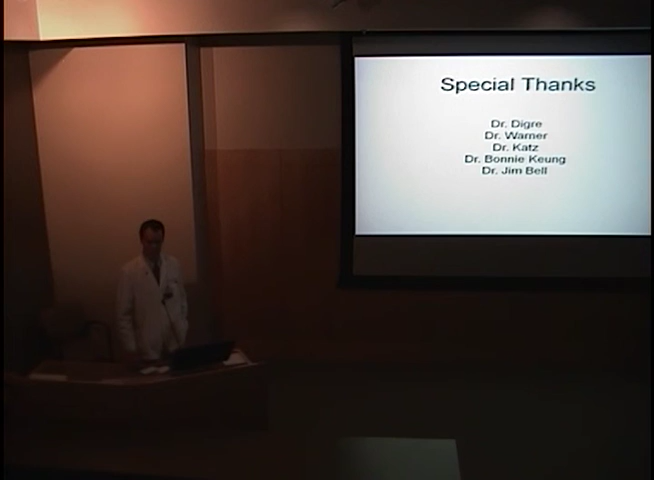 Special Thanks
Dr. Digre
Dr. Warner
Dr. Katz
Dr. Bonnie Keung
Dr. Jim Bell